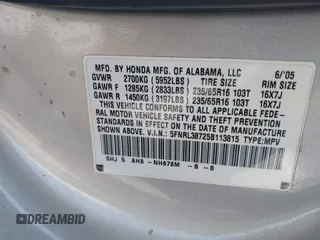 MFD. BY HONDA MFG. OF ALABAMA, LLC 6/'05
GVWR 2700KG (5952LBS) TIRE SIZE RIM SIZE
GAWR F 1285KG (2833LBS) 235/65R16 103T 16X7J
GAWR R 1450KG (3197LBS) 235/65R16 103T 16X7J
THIS VEHICLE CONFORMS TO ALL APPLICABLE FEDE-
RAL MOTOR VEHICLE SAFETY AND THEFT PREVENTION
STANDARDS IN EFFECT ON THE DATE OF MANUFACTURE
SHOWN ABOVE. V.I.N.: 5FNRL38725B113815 TYPE:MPV
SHJ 5 AH8 -NH678M -B -B
DREAMBID